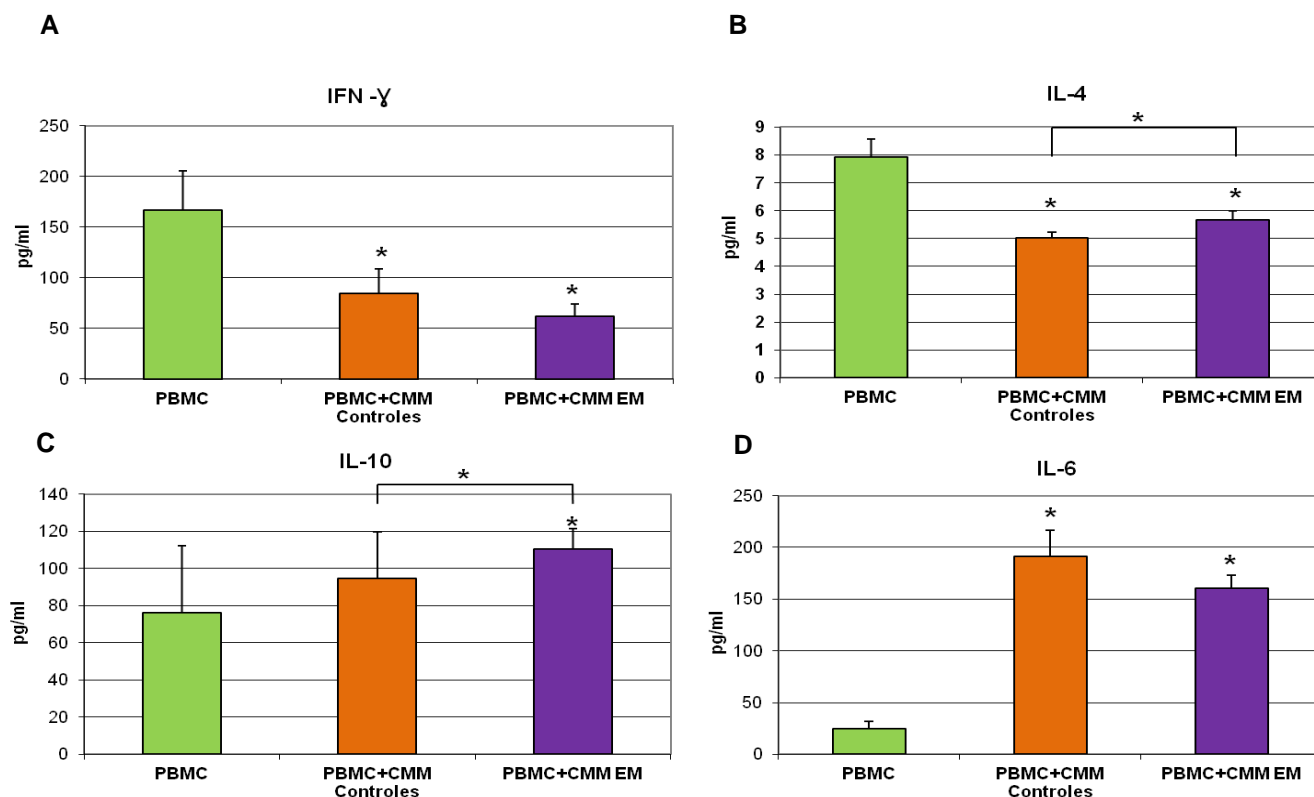 A
IFN -Ɣ
250
200
150
100
50
0
pg/ml
*
*
PBMC
PBMC+CMM
Controles
PBMC+CMM EM
B
IL-4
9
8
7
6
5
4
3
2
1
0
pg/ml
*
*
*
PBMC
PBMC+CMM
Controles
PBMC+CMM EM
C
IL-10
140
120
100
80
60
40
20
0
pg/ml
*
*
PBMC
PBMC+CMM
Controles
PBMC+CMM EM
D
IL-6
250
200
150
100
50
0
pg/ml
*
*
PBMC
PBMC+CMM
Controles
PBMC+CMM EM